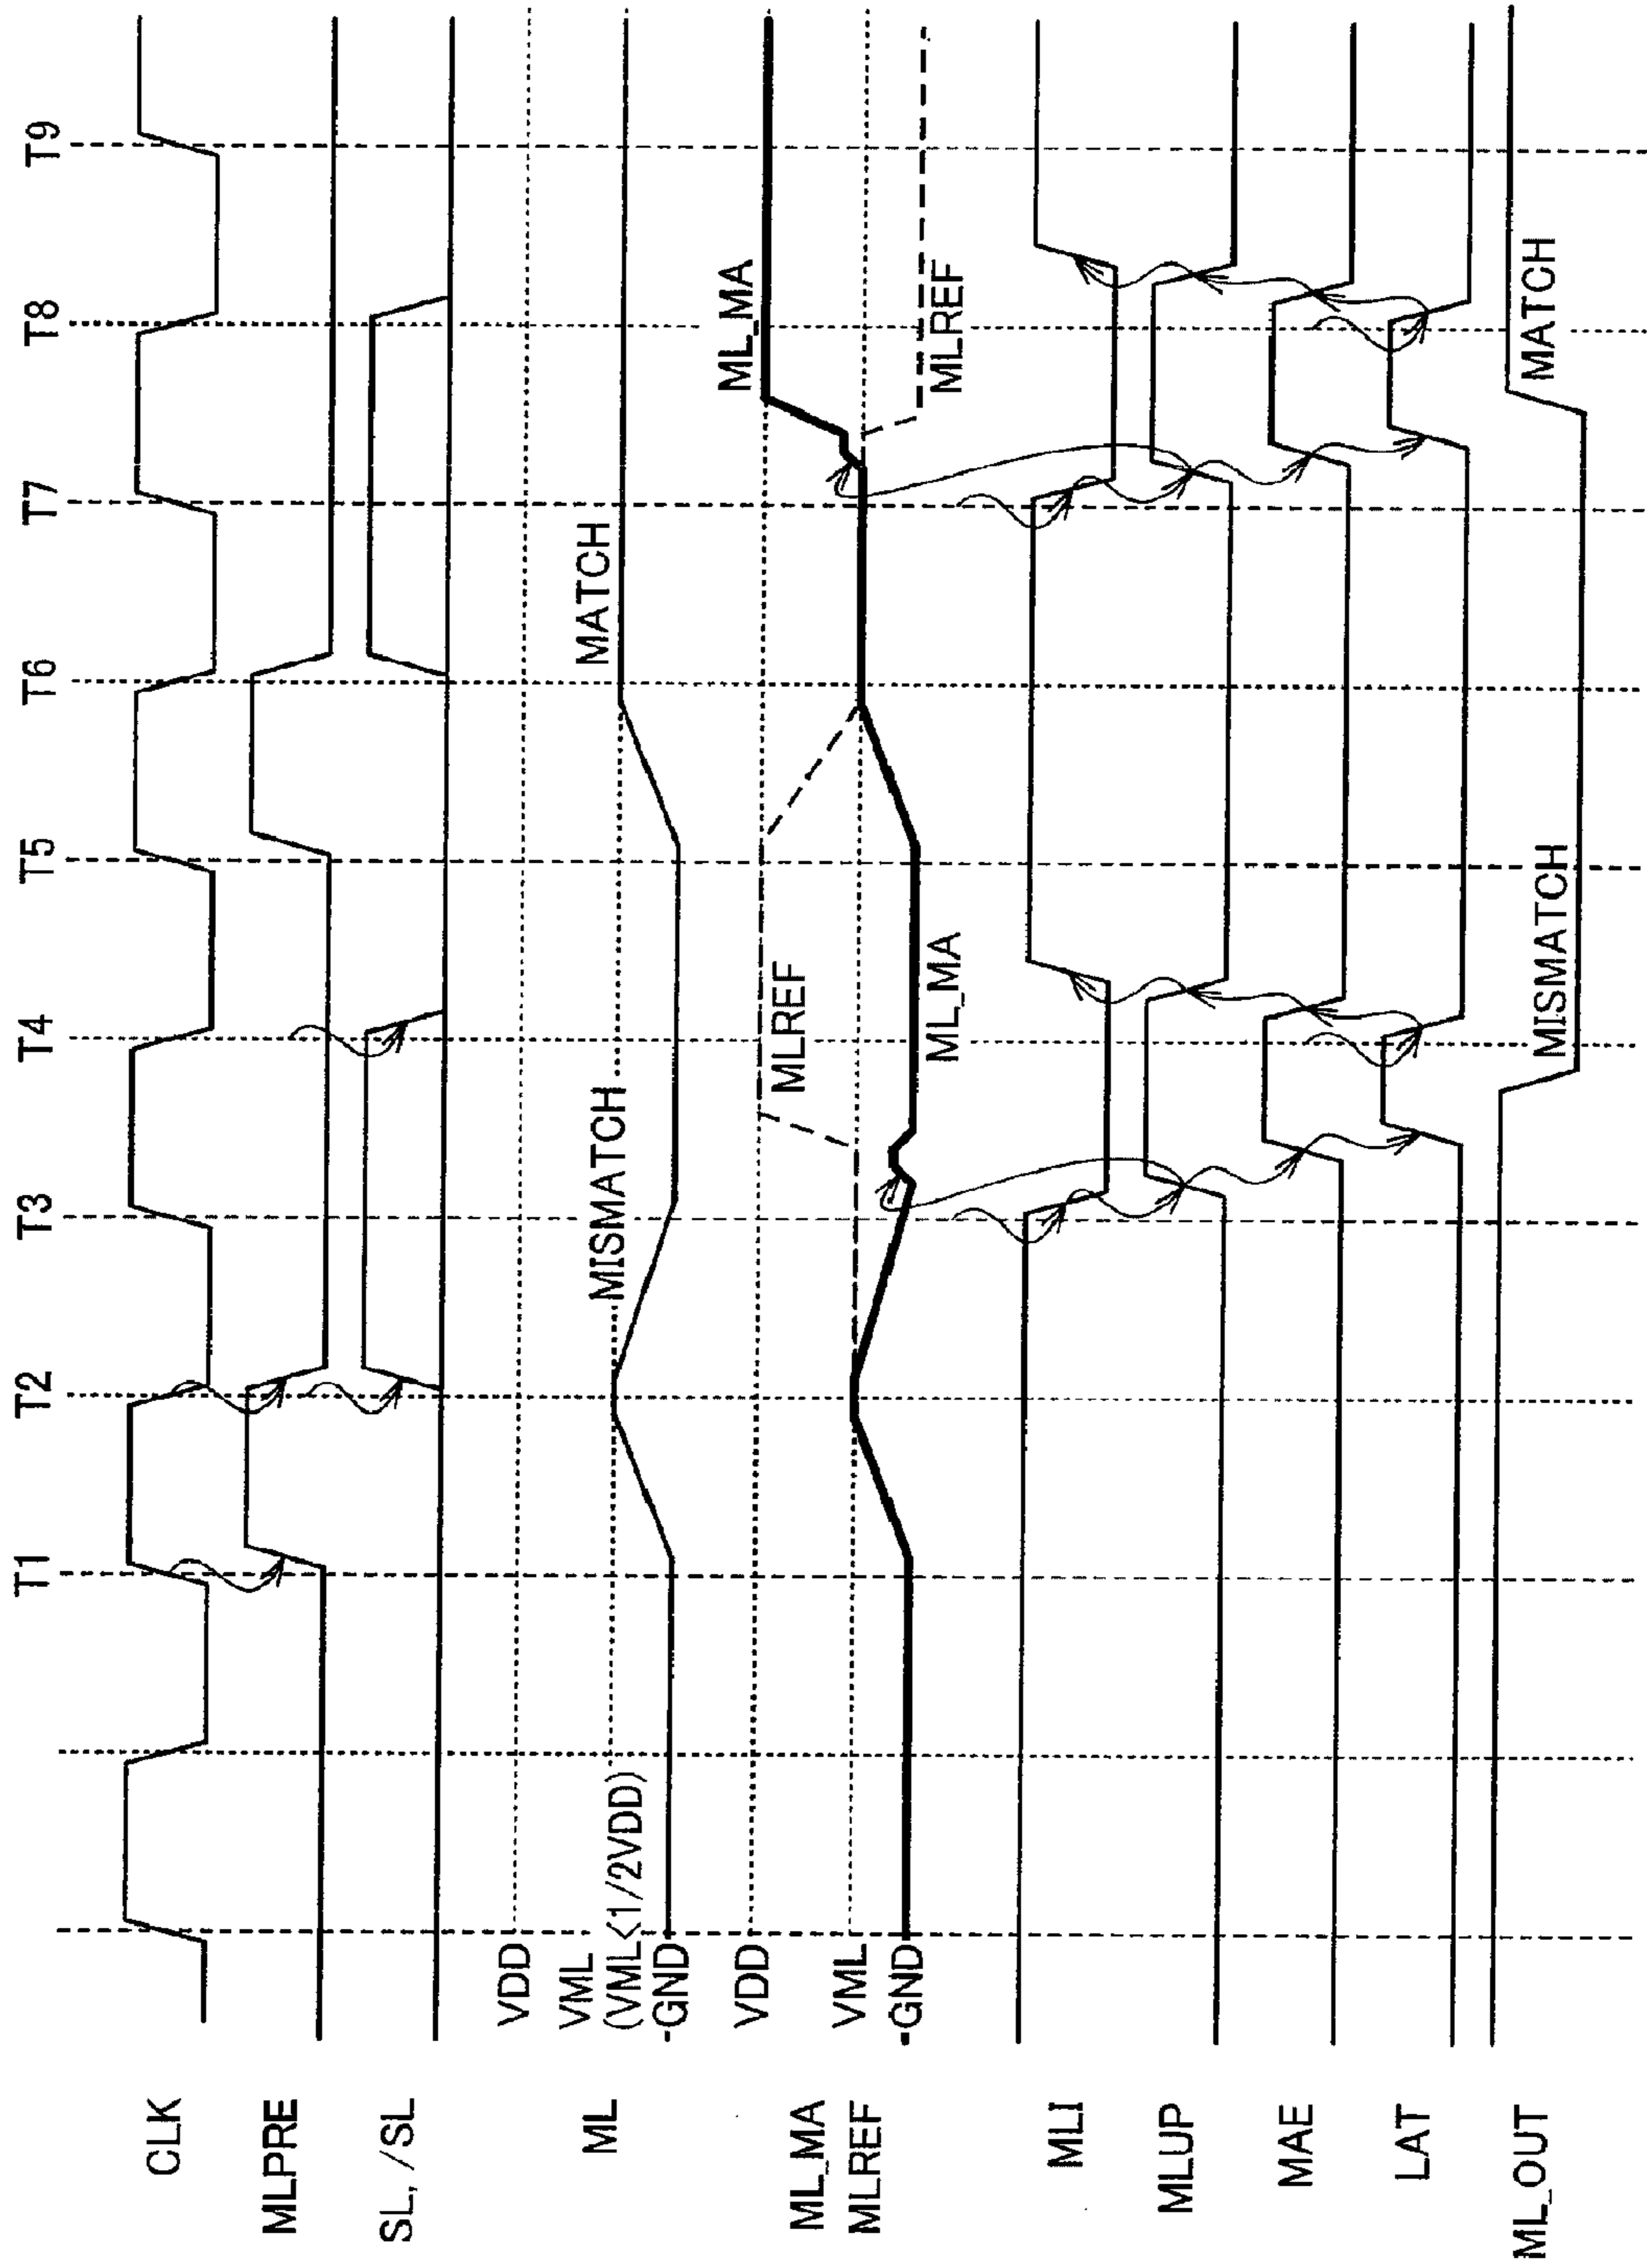 T1 T2 T3 T4 T5 T6 T7 T8 T9
CLK
MLPRE
SL, /SL
VDD
VML
(VML<1/2VDD)
GND
ML
MISMATCH
MATCH
VDD
VML
GND
ML_MA
MLREF
MLREF
ML_MA
ML_MA
MLREF
MLI
MLUP
MAE
LAT
ML_OUT
MISMATCH
MATCH